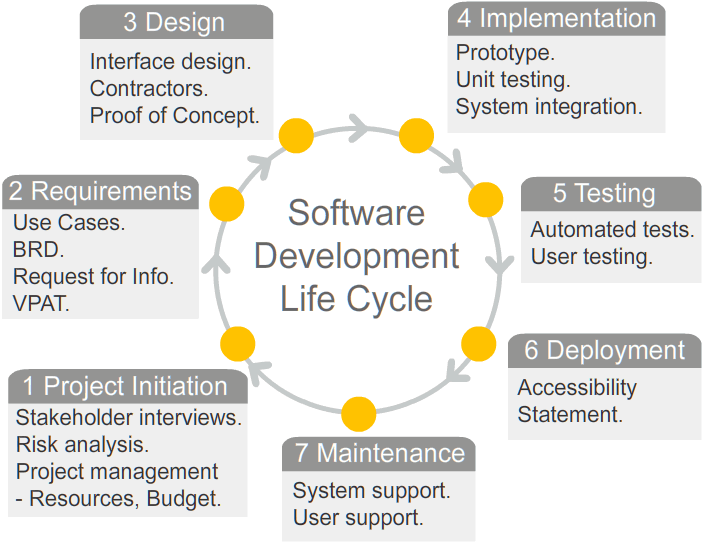 Software
Development
Life Cycle
1 Project Initiation
Stakeholder interviews.
Risk analysis.
Project management
- Resources, Budget.
2 Requirements
Use Cases.
BRD.
Request for Info.
VPAT.
3 Design
Interface design.
Contractors.
Proof of Concept.
4 Implementation
Prototype.
Unit testing.
System integration.
5 Testing
Automated tests.
User testing.
6 Deployment
Accessibility
Statement.
7 Maintenance
System support.
User support.